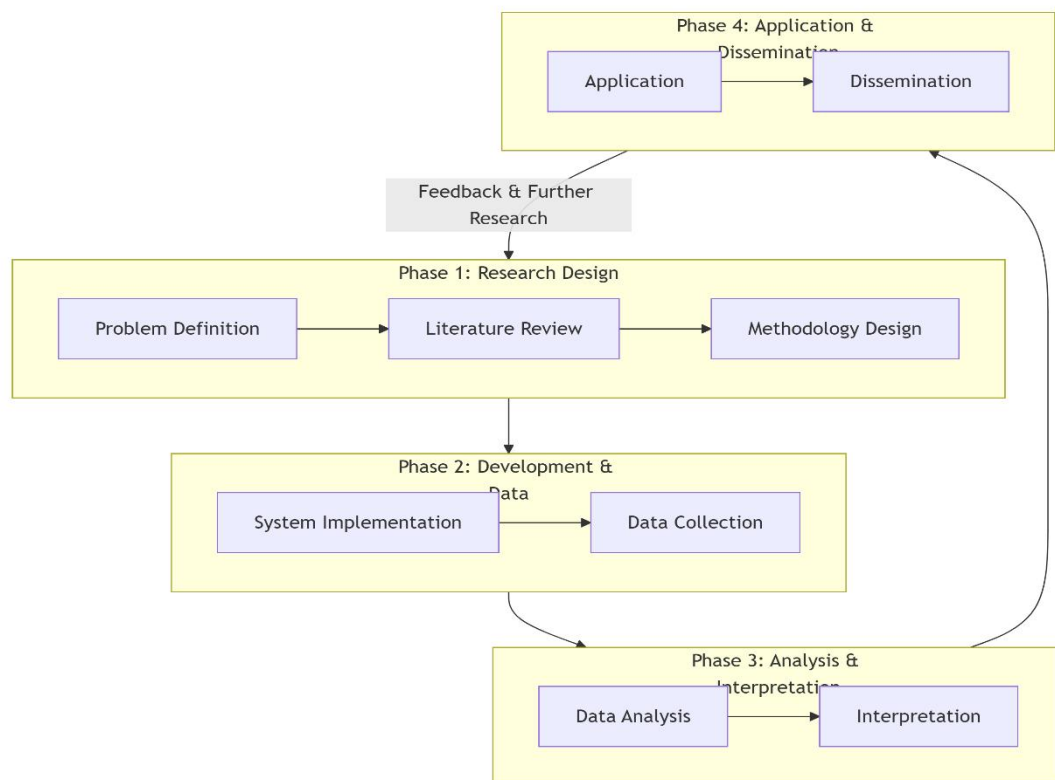 Phase 4: Application &
Dissemination
Application
Dissemination
Feedback & Further
Research
Phase 1: Research Design
Problem Definition
Literature Review
Methodology Design
Phase 2: Development &
Data
System Implementation
Data Collection
Phase 3: Analysis &
Interpretation
Data Analysis
Interpretation